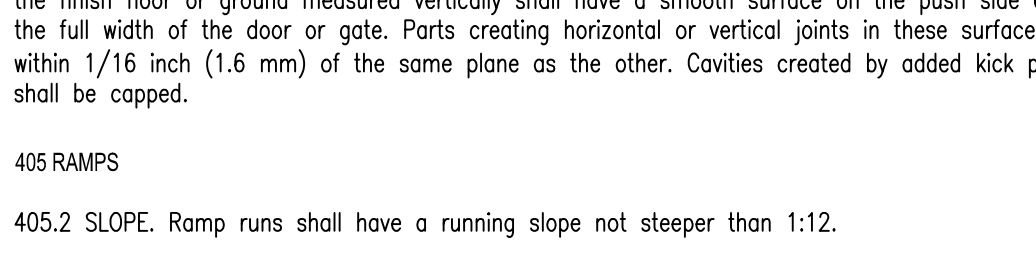 the finish floor or ground measured vertically shall have a smooth surface on the push side
the full width of the door or gate. Parts creating horizontal or vertical joints in these surface
within 1/16 inch (1.6 mm) of the same plane as the other. Cavities created by added kick p
shall be capped.
405 RAMPS
405.2 SLOPE. Ramp runs shall have a running slope not steeper than 1:12.